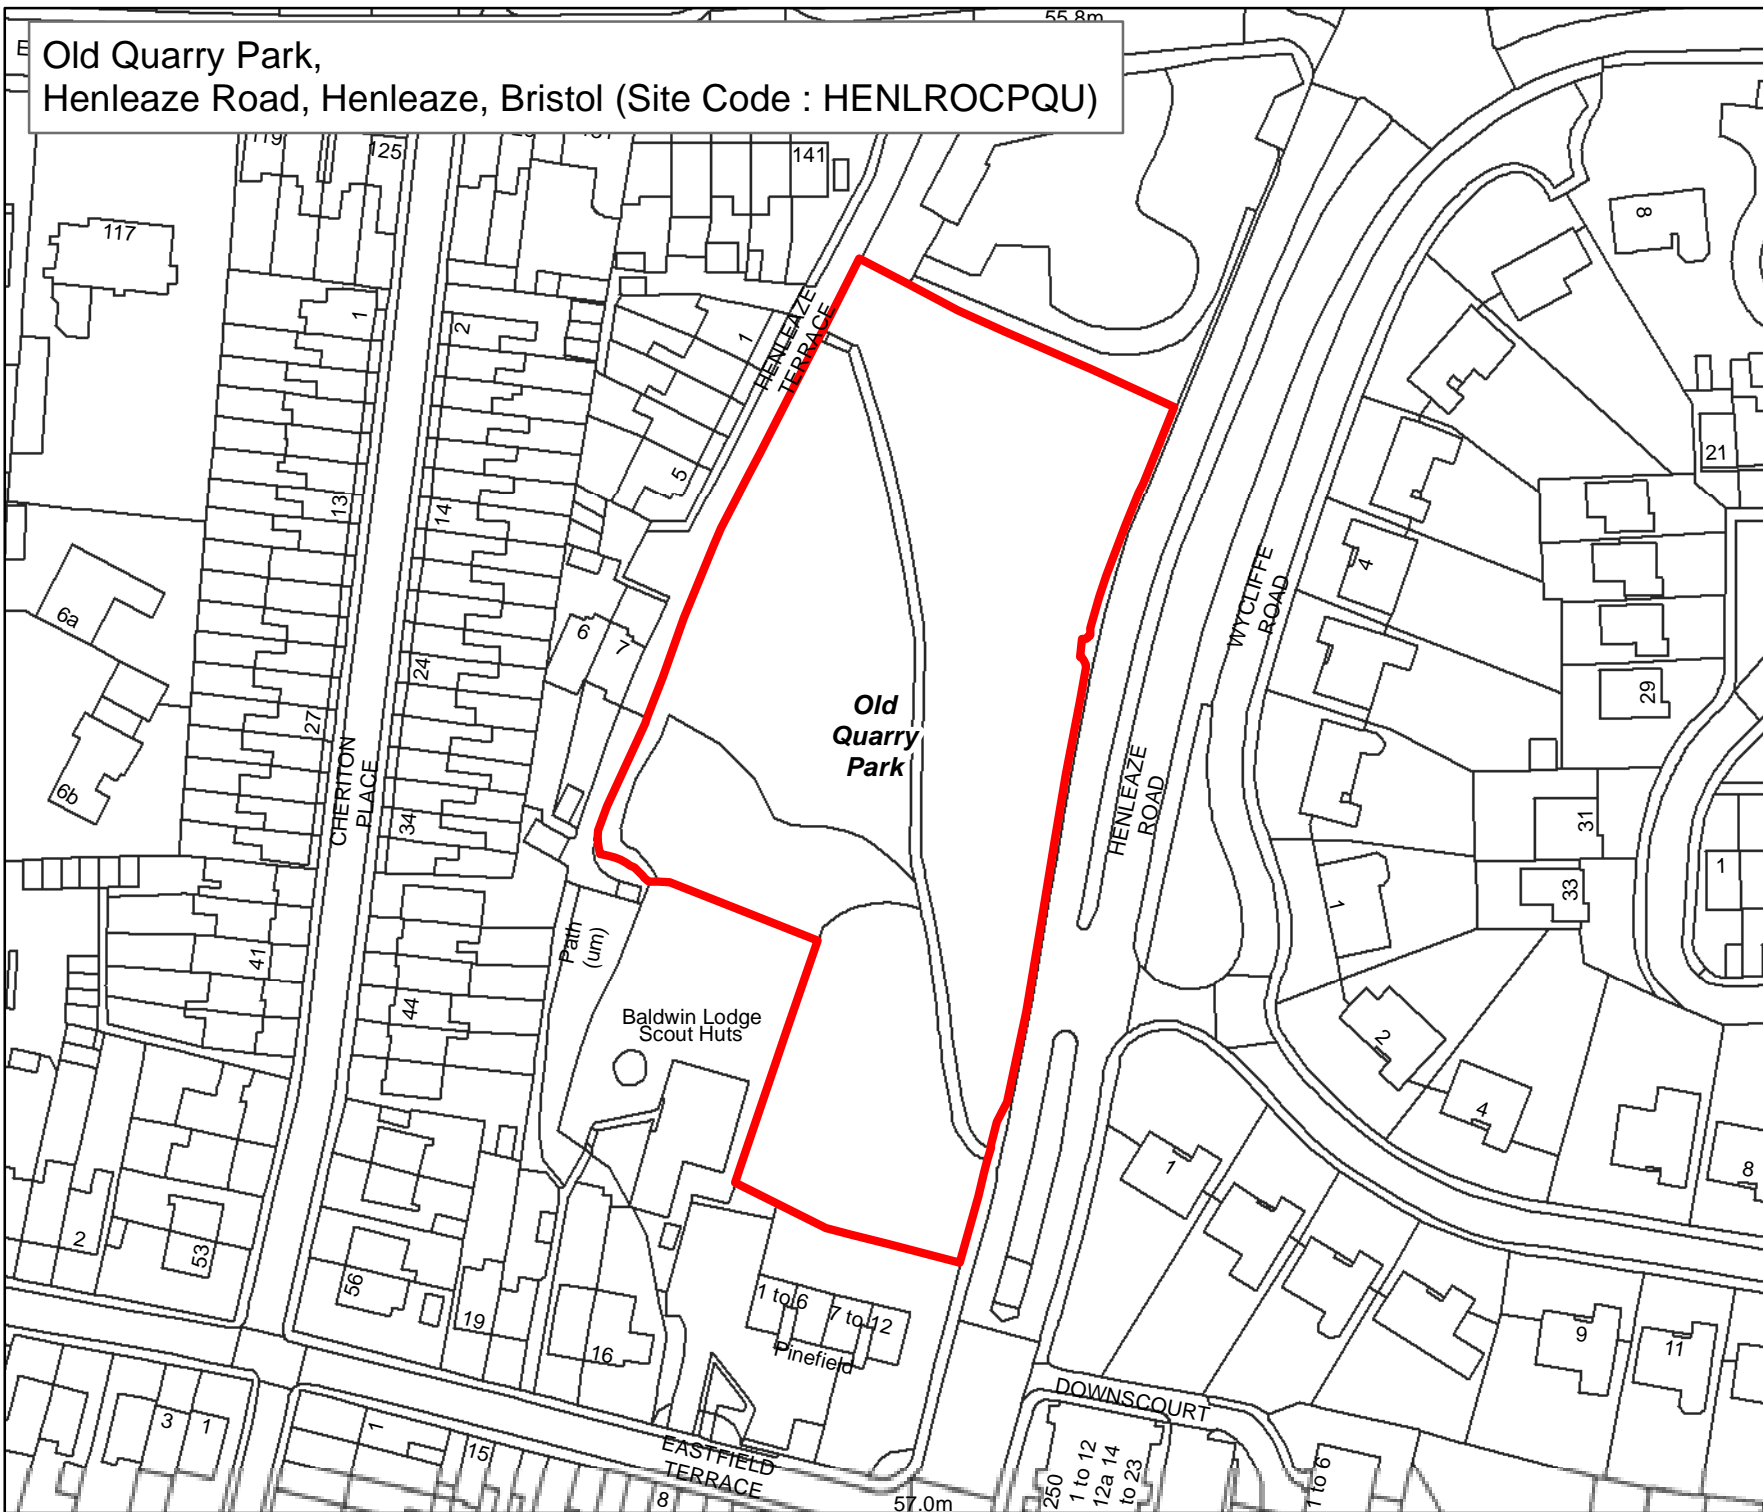 55.8m
Old Quarry Park,
Henleaze Road, Henleaze, Bristol (Site Code : HENLROCPQU)
119
125
141
117
8
1
2
1
HENLEAZE
TERRACE
21
5
13
14
4
WYCLIFFE
ROAD
6a
6
7
24
29
27
Old
Quarry
Park
6b
CHERITON
PLACE
34
HENLEAZE
ROAD
31
33
1
1
41
Path
(um)
44
Baldwin Lodge
Scout Huts
2
4
1
8
2
53
56
19
16
1 to 6
7 to 12
Pinefield
9
11
DOWNSCOURT
3
1
1
15
EASTFIELD
TERRACE
8
57.0m
250
1 to 12
12a 14
to 23
1 to 6